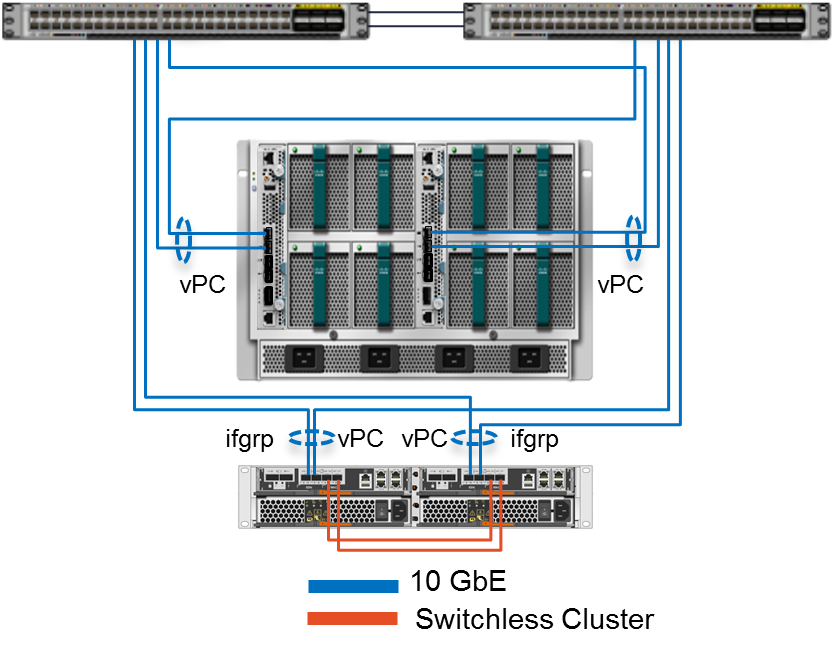 vPC
vPC
ifgrp
vPC
vPC
ifgrp
10 GbE
Switchless Cluster